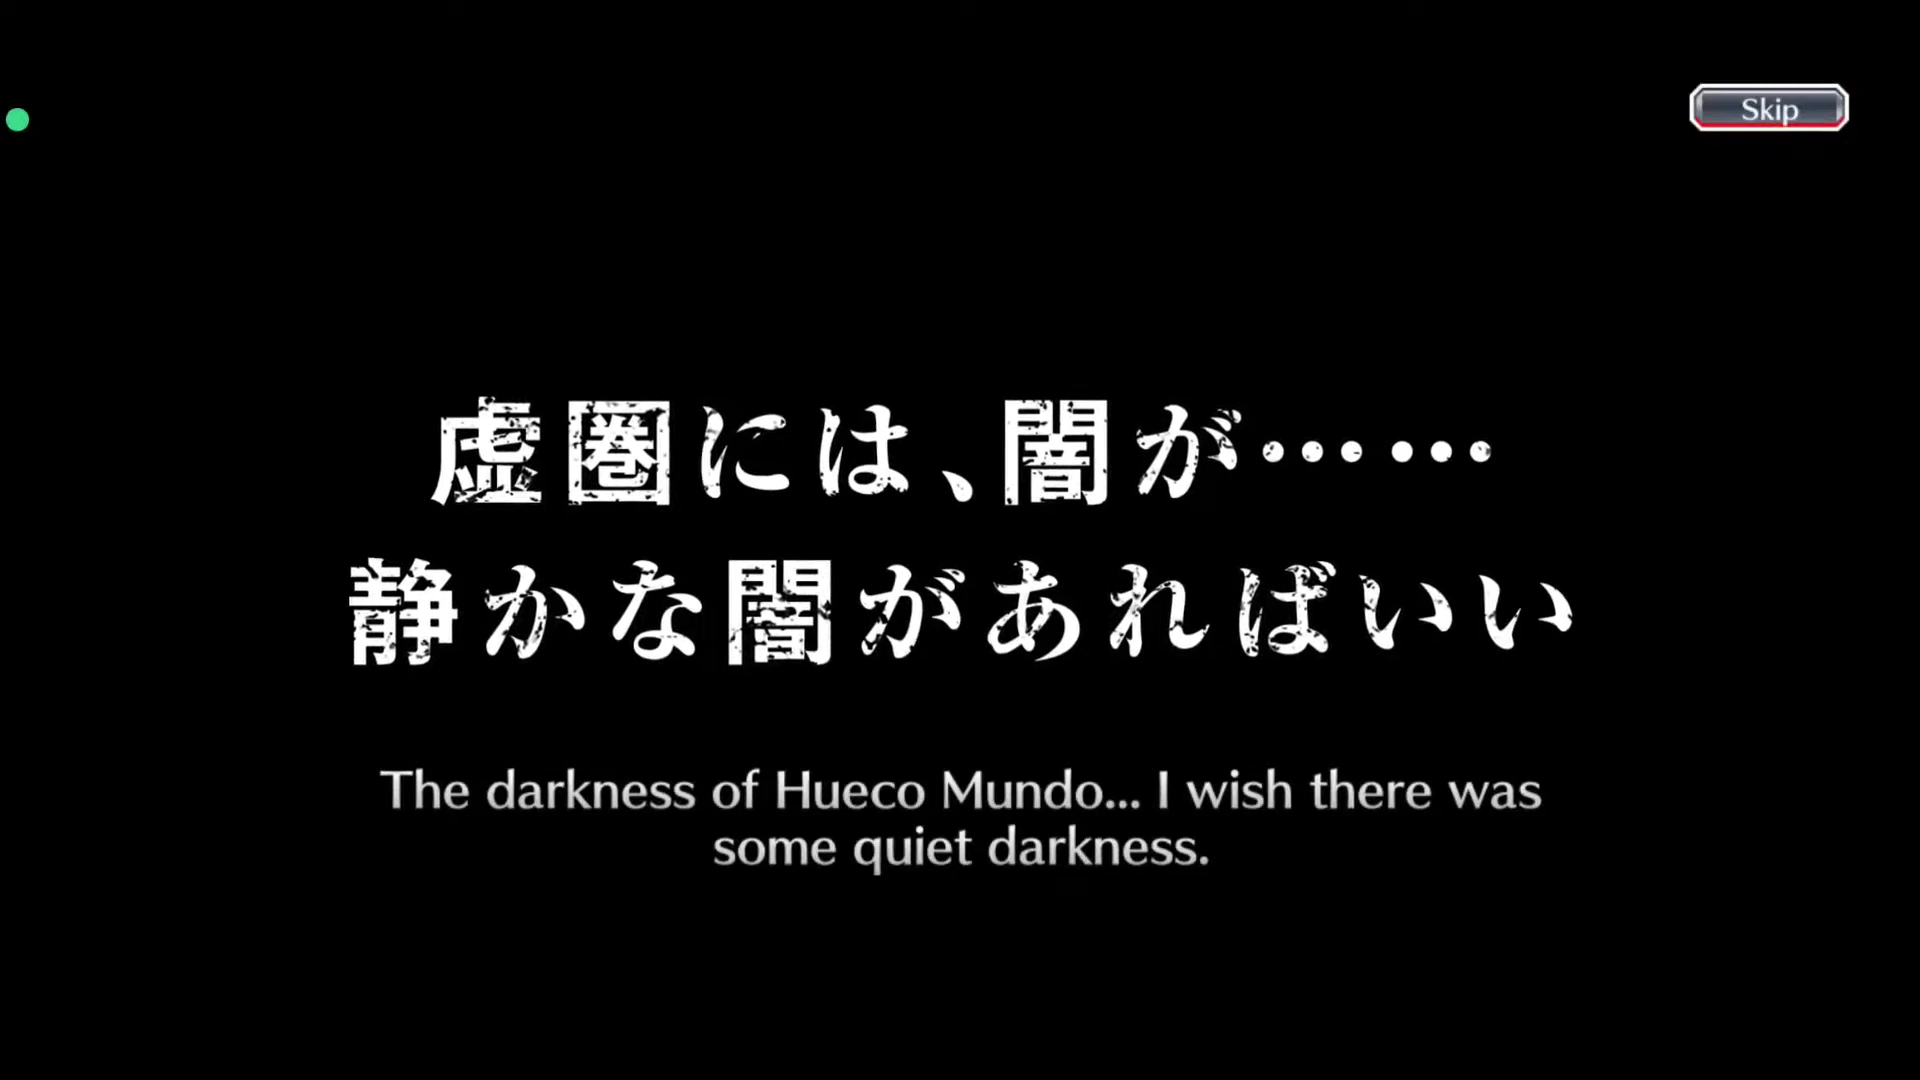 Skip
虚圏には、闇が……
静かな闇があればいい
The darkness of Hueco Mundo... I wish there was
some quiet darkness.